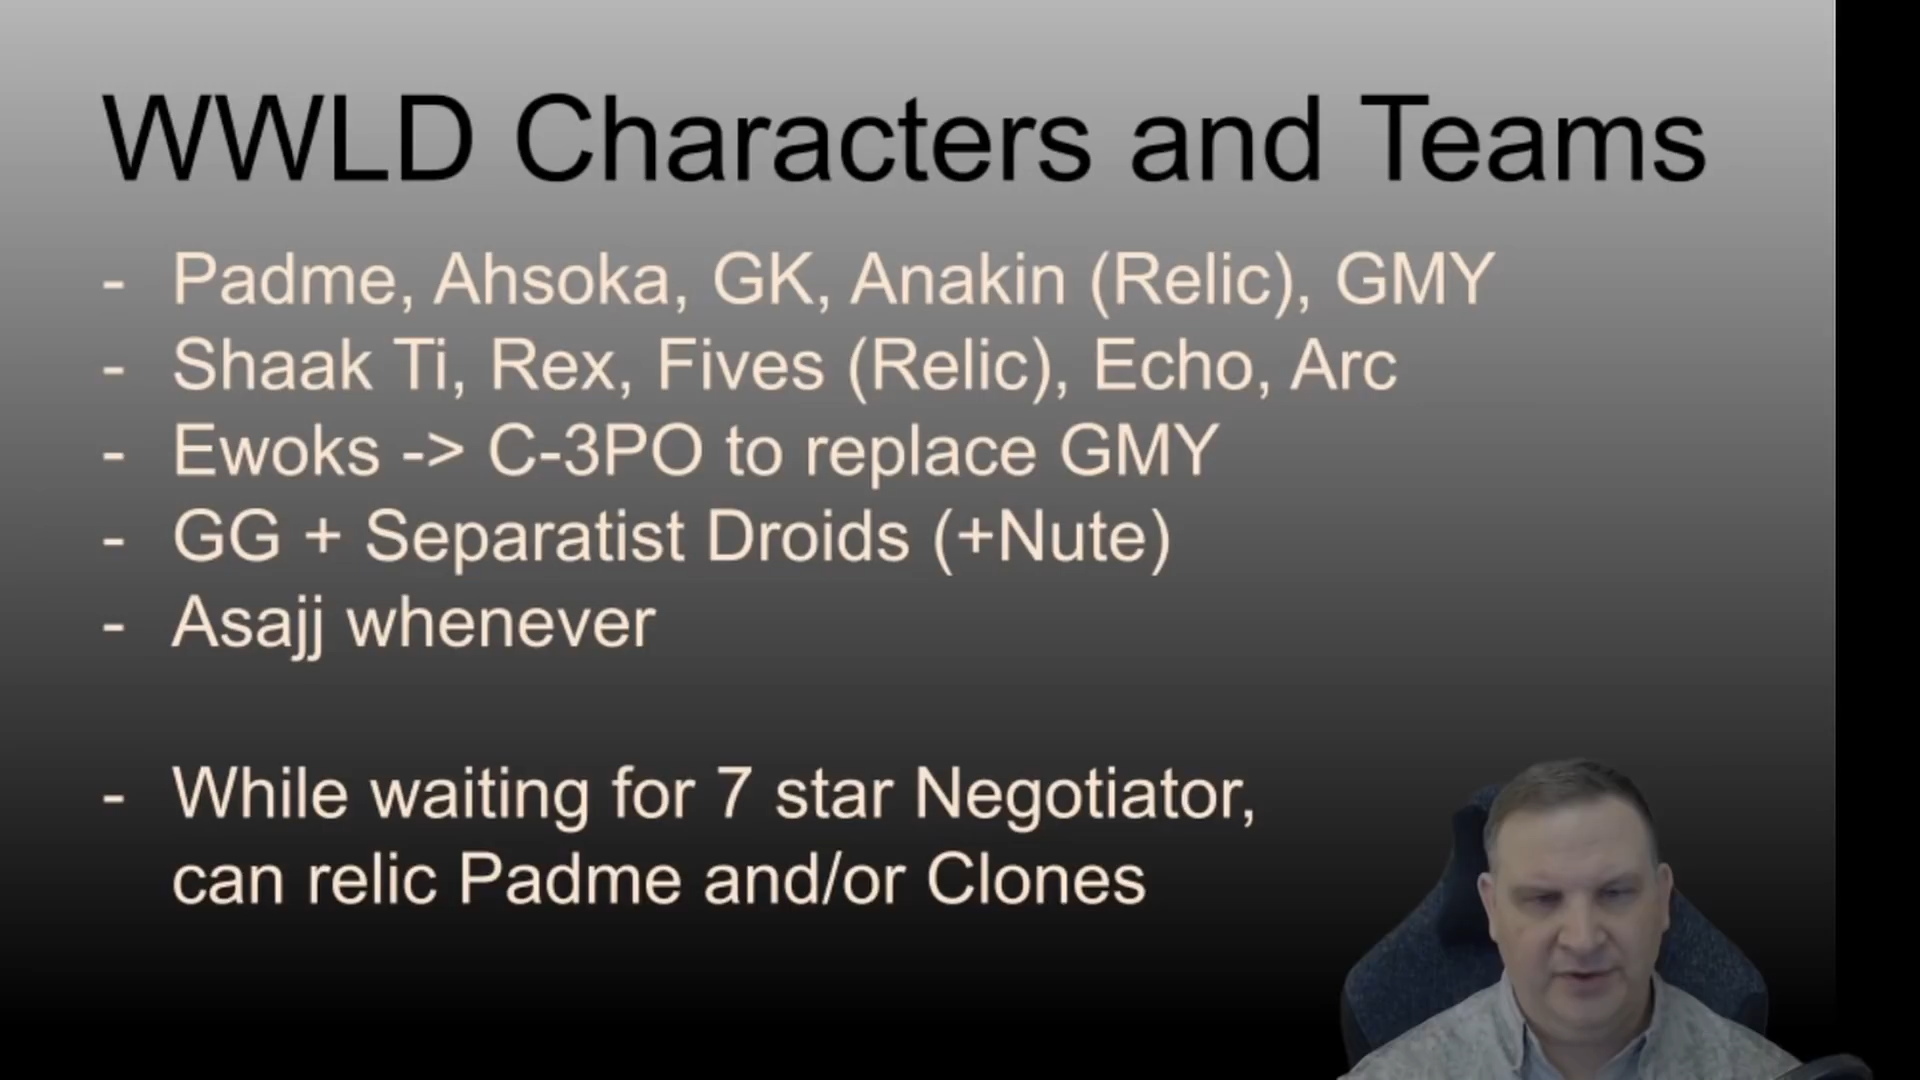 WWLD Characters and Teams
- Padme, Ahsoka, GK, Anakin (Relic), GMY
- Shaak Ti, Rex, Fives (Relic), Echo, Arc
- Ewoks -> C-3PO to replace GMY
- GG + Separatist Droids (+Nute)
- Asajj whenever
- While waiting for 7 star Negotiator,
can relic Padme and/or Clones